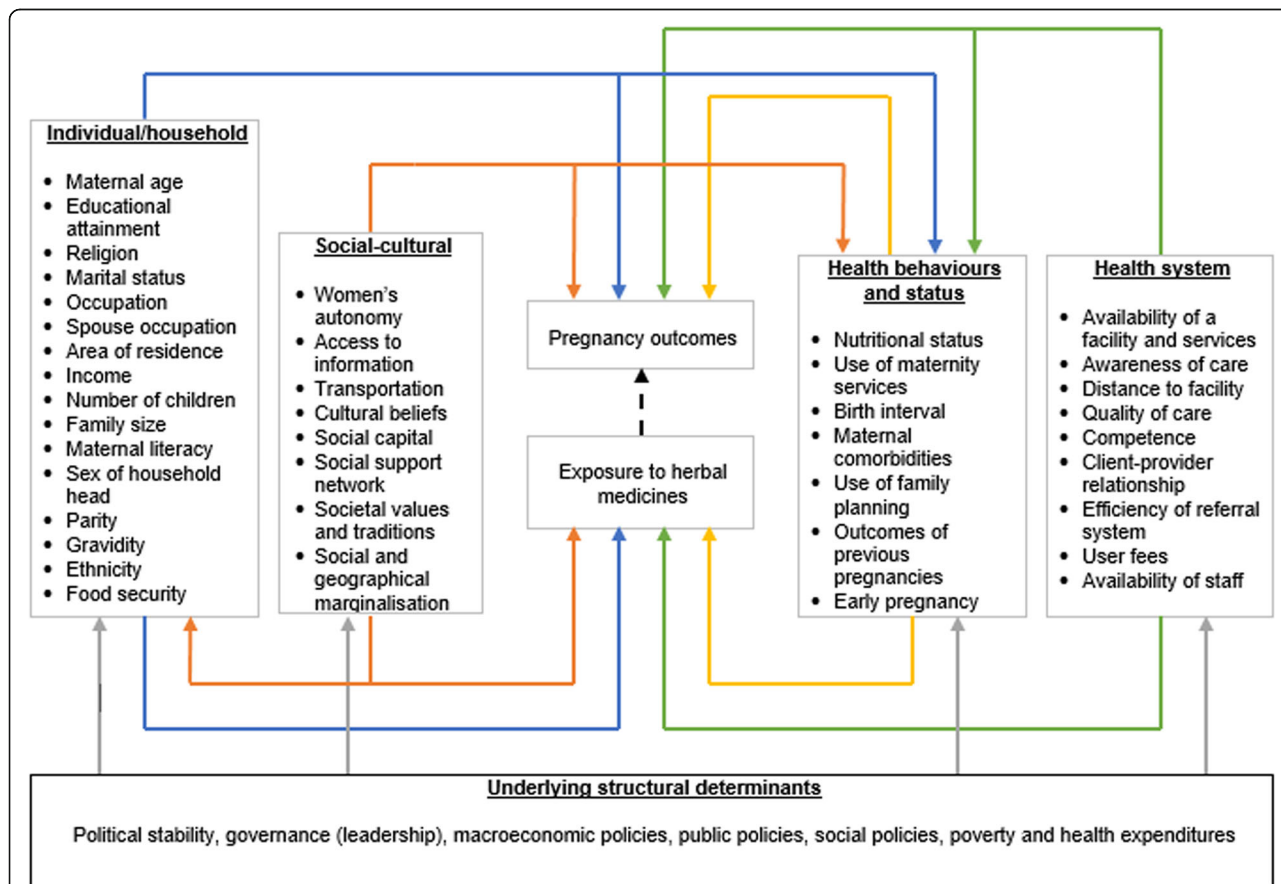 Individual/household
• Maternal age
• Educational
attainment
• Religion
• Marital status
• Occupation
• Spouse occupation
• Area of residence
• Income
• Number of children
• Family size
• Maternal literacy
• Sex of household
head
• Parity
• Gravidity
• Ethnicity
• Food security
Social-cultural
• Women's
autonomy
• Access to
information
• Transportation
• Cultural beliefs
• Social capital
• Social support
network
• Societal values
and traditions
• Social and
geographical
marginalisation
Pregnancy outcomes
Exposure to herbal
medicines
Health behaviours
and status
• Nutritional status
• Use of maternity
services
• Birth interval
• Maternal
comorbidities
• Use of family
planning
• Outcomes of
previous
pregnancies
• Early pregnancy
Health system
• Availability of a
facility and services
• Awareness of care
• Distance to facility
• Quality of care
• Competence
• Client-provider
relationship
• Efficiency of referral
system
• User fees
• Availability of staff
Underlying structural determinants
Political stability, governance (leadership), macroeconomic policies, public policies, social policies, poverty and health expenditures